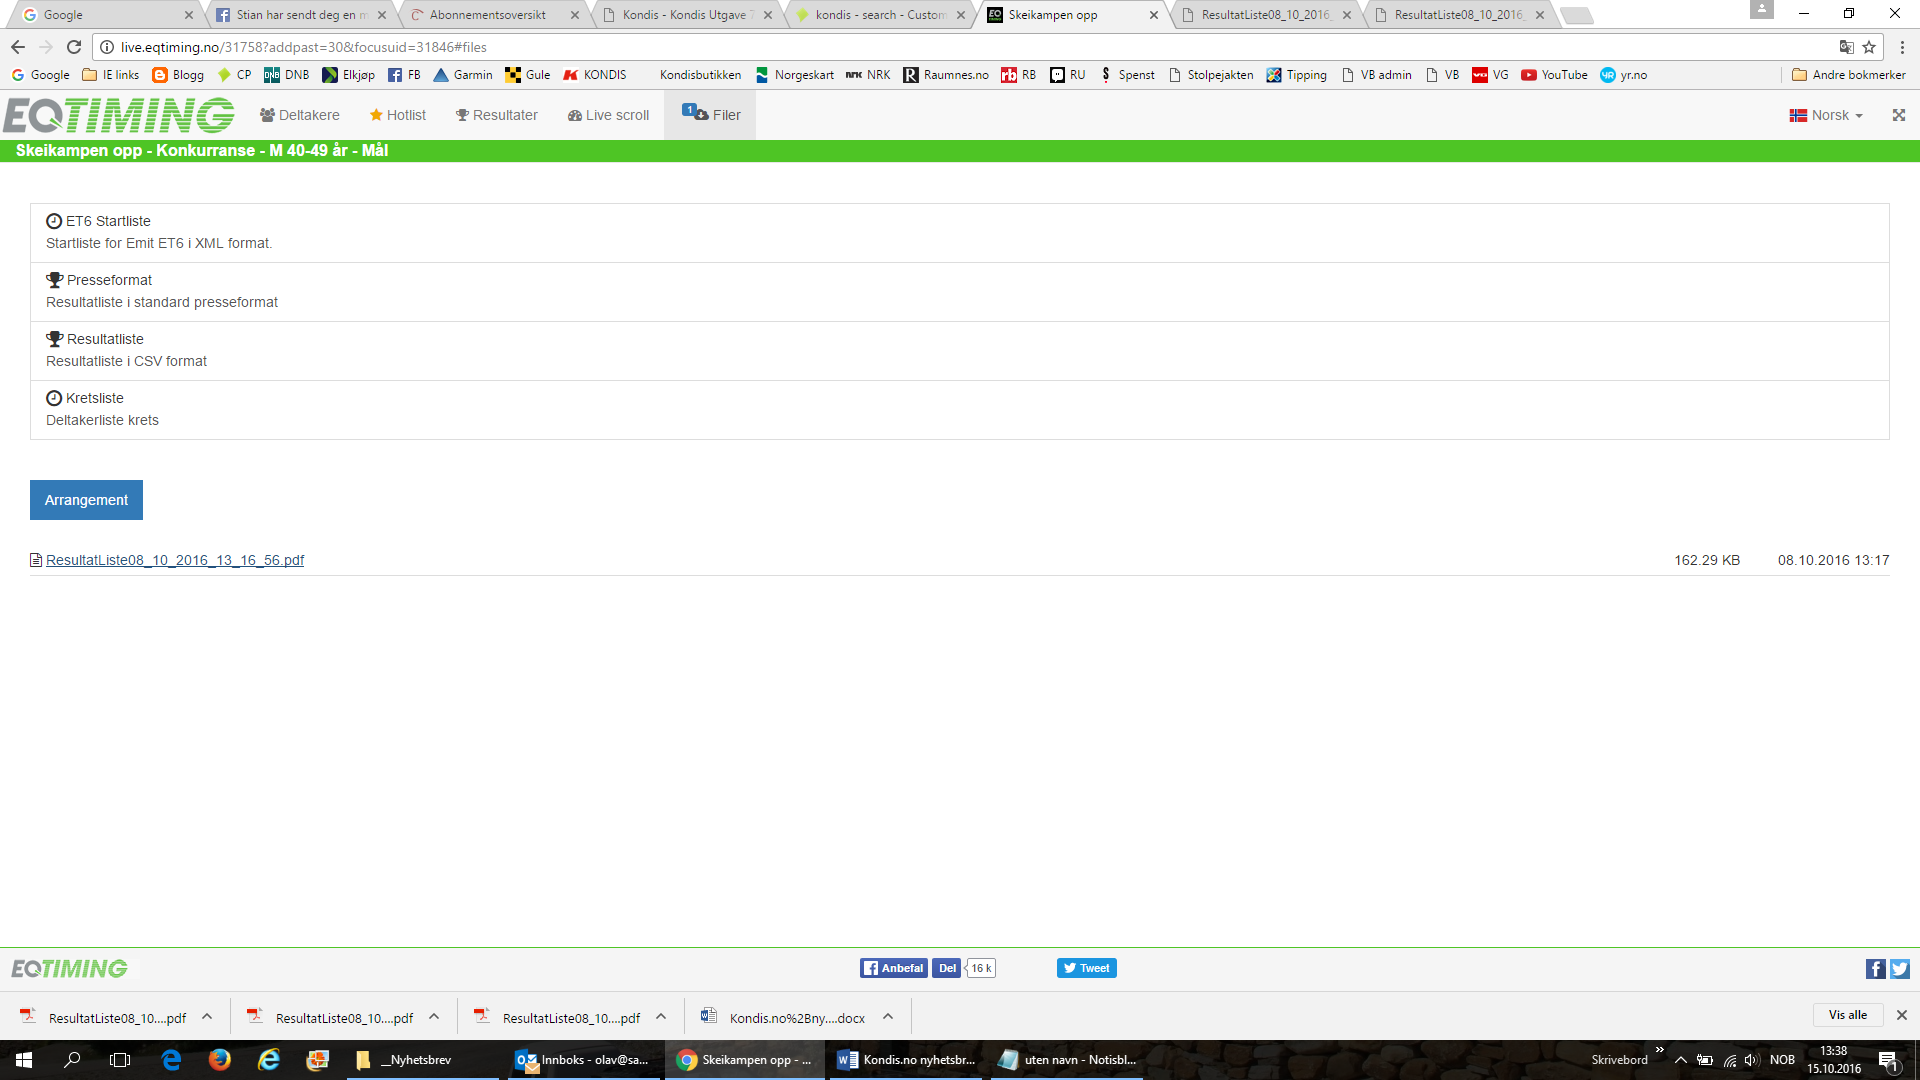 Google
Stian har sendt deg en m
Abonnementsoversikt
Kondis - Kondis Utgave 7
kondis - search - Custom
Skeikampen opp
ResultatListe08_10_2016_
ResultatListe08_10_2016_
live.eqtiming.no/31758?addpast=30&focusuid=31846#files
Google
IE links
Blogg
CP
DNB
Elkjøp
FB
Garmin
Gule
KONDIS
Kondisbutikken
Norgeskart
NRK
Raumnes.no
RB
RU
Spenst
Stolpejakten
Tipping
VB admin
VB
VG
YouTube
yr.no
Andre bokmerker
EQTIMING
Deltakere
Hotlist
Resultater
Live scroll
1
Filer
Norsk
Skeikampen opp - Konkurranse - M 40-49 år - Mål
ET6 Startliste
Startliste for Emit ET6 i XML format.
Presseformat
Resultatliste i standard presseformat
Resultatliste
Resultatliste i CSV format
Kretsliste
Deltakerliste krets
Arrangement
ResultatListe08_10_2016_13_16_56.pdf 162.29 KB 08.10.2016 13:17
EQTIMING
Anbefal
Del
16 k
Tweet
ResultatListe08_10....pdf
ResultatListe08_10....pdf
ResultatListe08_10....pdf
Kondis.no%2Bny....docx
Vis alle
__Nyhetsbrev
Innboks - olav@sa...
Skeikampen opp - ...
Kondis.no nyhetsbr...
uten navn - Notisbl...
Skrivebord
NOB
13:38
15.10.2016
1